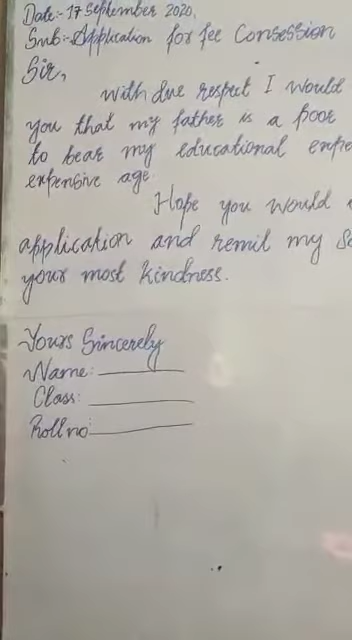 Date:- 17 September 2020.
Sub:- Application for fee Consession
Sir,
with due respect I would
you that my father is a poor
to bear my educational expe
expensive age.
Hope you would
application and remit my Sc
your most kindness.
Yours Sincerely
Name:
Class:
Roll no: